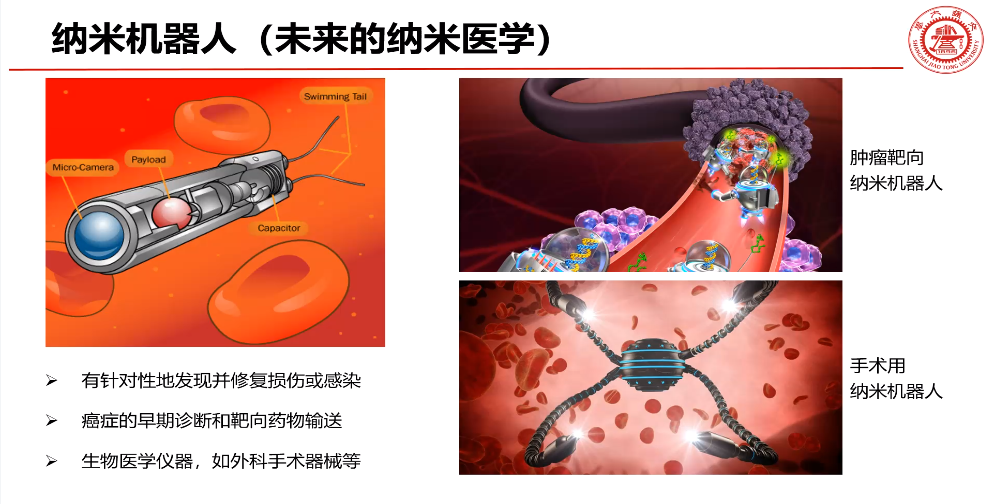 纳米机器人（未来的纳米医学）
SHANGHAI JIAO TONG UNIVERSITY
Swimming Tail
Micro-Camera
Payload
Capacitor
肿瘤靶向
纳米机器人
手术用
纳米机器人
➢ 有针对性地发现并修复损伤或感染
➢ 癌症的早期诊断和靶向药物输送
➢ 生物医学仪器，如外科手术器械等